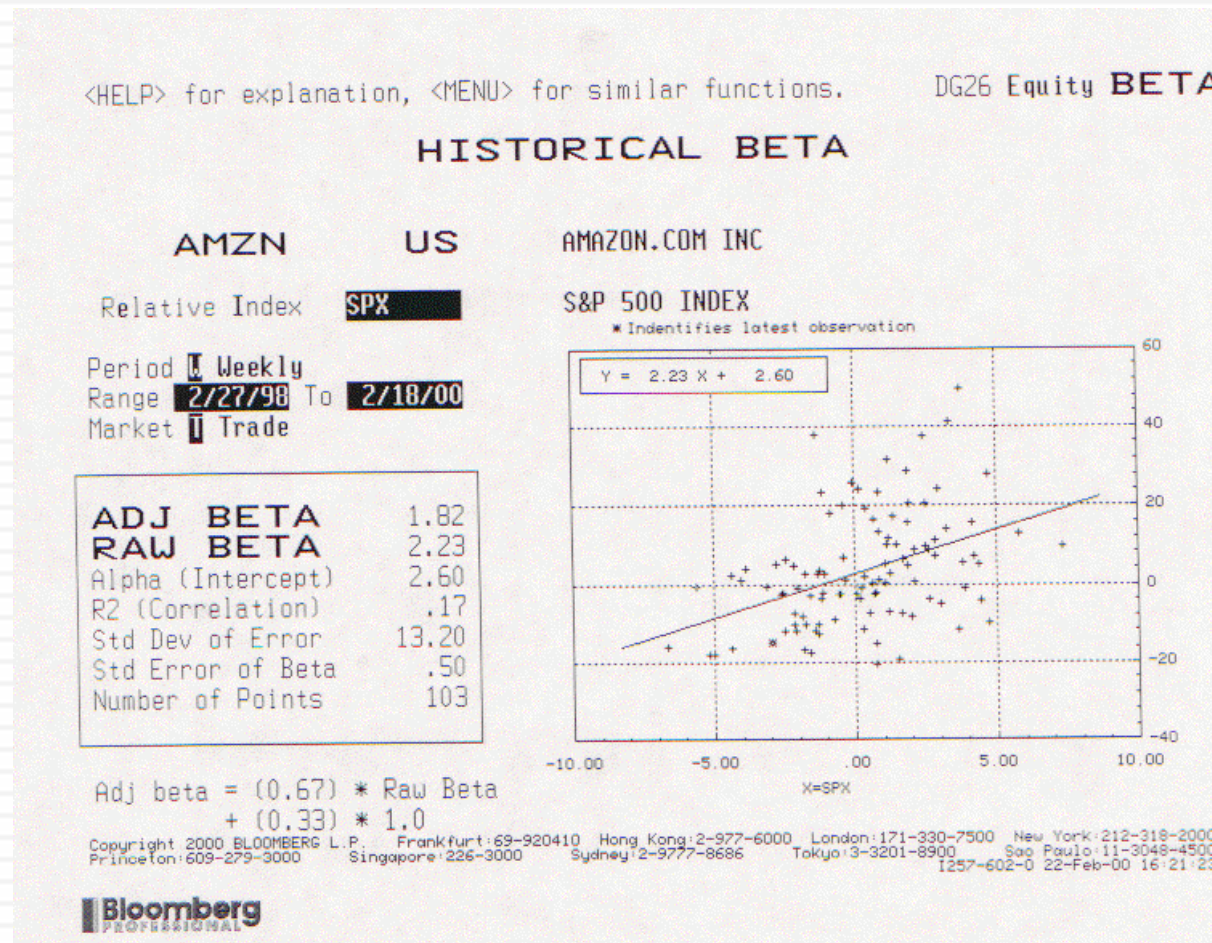 <HELP> for explanation, <MENU> for similar functions. DG26 Equity BETA
HISTORICAL BETA
AMZN US AMAZON.COM INC
Relative Index SPX S&P 500 INDEX
* Indentifies latest observation
Period W Weekly
Range 2/27/98 To 2/18/00
Market T Trade
Y = 2.23 X + 2.60
60
40
20
0
-20
-40
-10.00 -5.00 .00 5.00 10.00
X=SPX
ADJ BETA 1.82
RAW BETA 2.23
Alpha (Intercept) 2.60
R2 (Correlation) .17
Std Dev of Error 13.20
Std Error of Beta .50
Number of Points 103
Adj beta = (0.67) * Raw Beta
+ (0.33) * 1.0
Copyright 2000 BLOOMBERG L.P. Frankfurt:69-920410 Hong Kong:2-977-6000 London:171-330-7500 New York:212-318-2000
Princeton:609-279-3000 Singapore:226-3000 Sydney:2-9777-8686 Tokyo:3-3201-8900 Sao Paulo:11-3048-4500
I257-602-0 22-Feb-00 16:21:23
Bloomberg
PROFESSIONAL